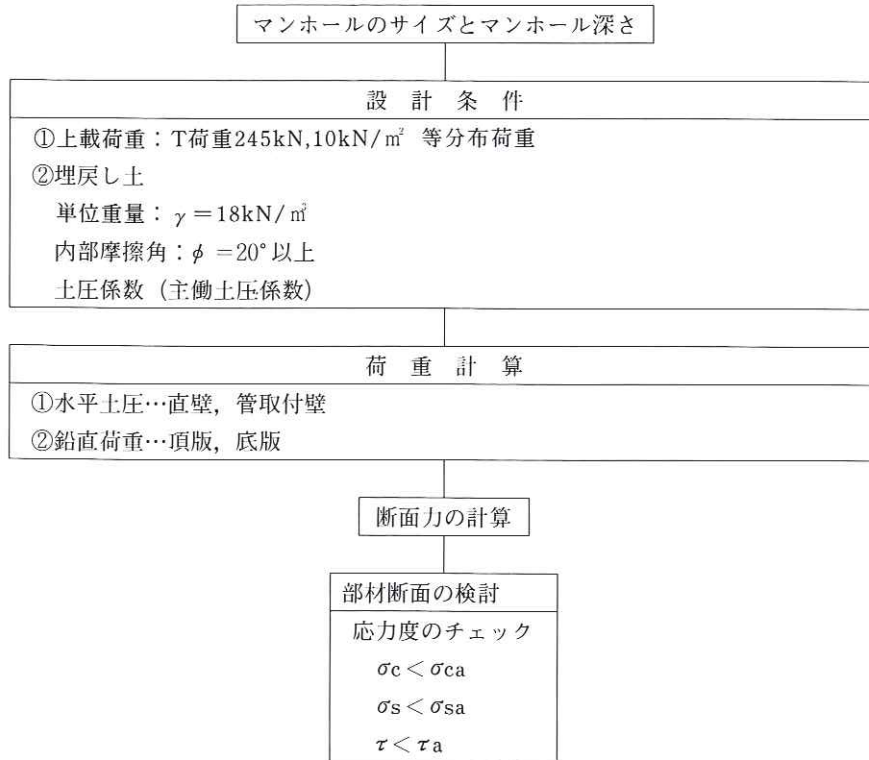 マンホールのサイズとマンホール深さ
設計条件
①上載荷重：T荷重245kN,10kN/㎡ 等分布荷重
②埋戻し土
単位重量：γ＝18kN/㎥
内部摩擦角：φ＝20°以上
土圧係数（主働土圧係数）
荷重計算
①水平土圧…直壁，管取付壁
②鉛直荷重…頂版，底版
断面力の計算
部材断面の検討
応力度のチェック
σc＜σca
σs＜σsa
τ＜τa